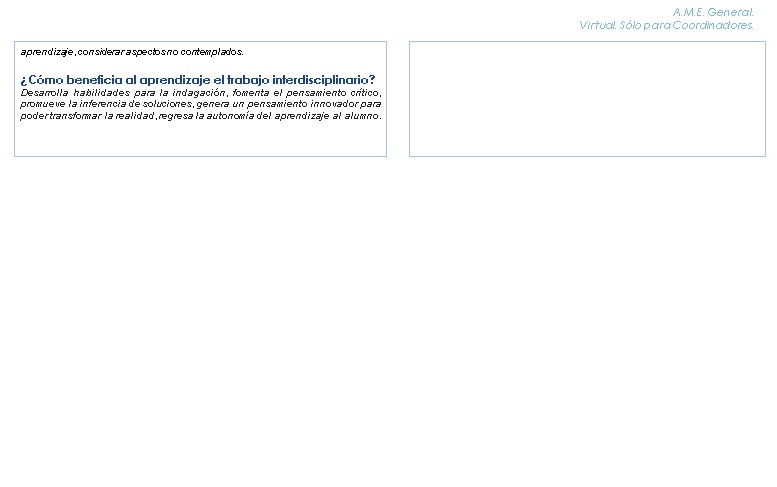 A.M.E. General.
Virtual. Sólo para Coordinadores.
aprendizaje, considerar aspectos no contemplados.
¿Cómo beneficia al aprendizaje el trabajo interdisciplinario?
Desarrolla habilidades para la indagación, fomenta el pensamiento crítico,
promueve la inferencia de soluciones, genera un pensamiento innovador para
poder transformar la realidad, regresa la autonomía del aprendizaje al alumno.